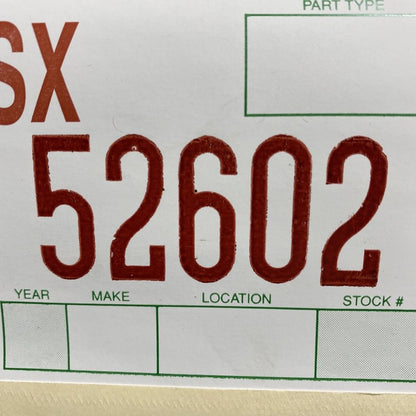 PART TYPE
SX
52602
YEAR MAKE LOCATION STOCK #